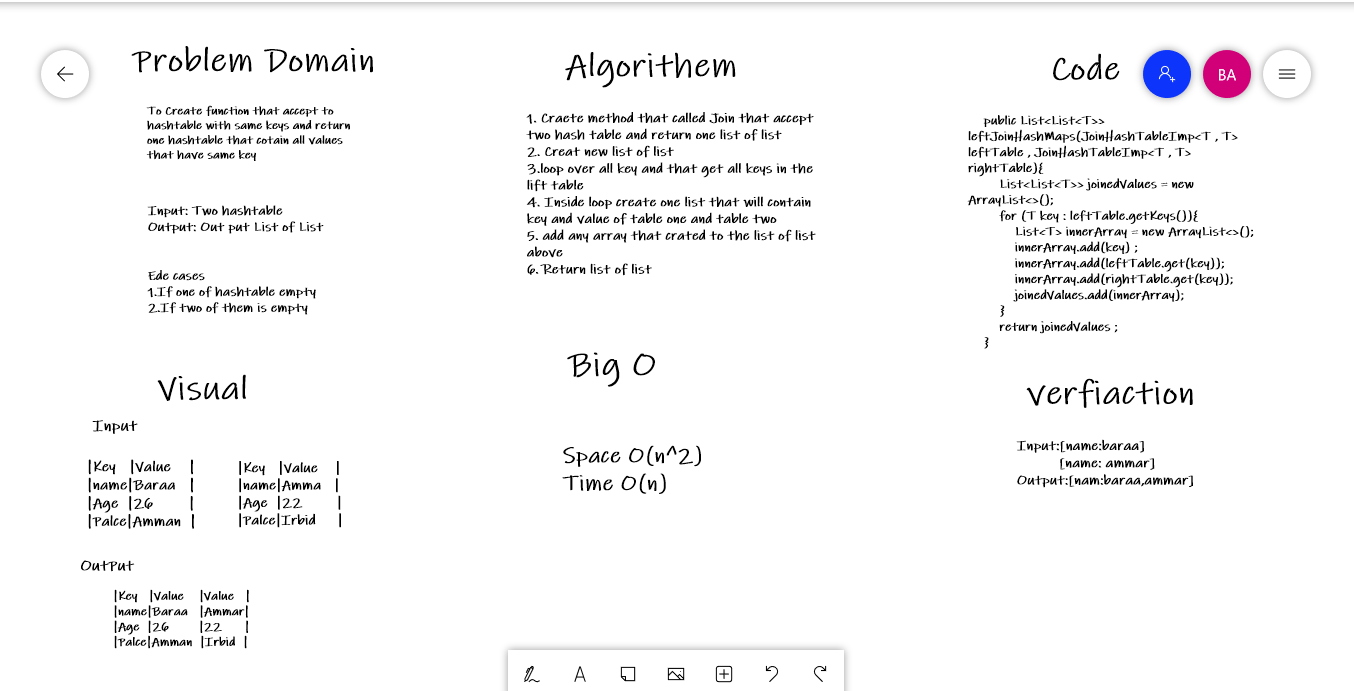 Problem Domain
To Create function that accept to
hashtable with same keys and return
one hashtable that cotain all values
that have same key
Input: Two hashtable
Output: Out put List of List
Ede cases
1.If one of hashtable empty
2.If two of them is empty
Visual
Input
|Key |Value |
|name|Baraa |
|Age |26 |
|Palce|Amman |
|Key |Value |
|name|Amma |
|Age |22 |
|Palce|Irbid |
OutPut
|Key |Value |Value |
|name|Baraa |Ammar|
|Age |26 |22 |
|Palce|Amman |Irbid |
Algorithem
1. Craete method that called Join that accept
two hash table and return one list of list
2. Creat new list of list
3.loop over all key and that get all keys in the
lift table
4. Inside loop create one list that will contain
key and value of table one and table two
5. add any array that crated to the list of list
above
6. Return list of list
Big O
Space O(n^2)
Time O(n)
Code
BA
public List<List<T>>
leftJoinHashMaps(JoinHashTableImp<T , T>
leftTable , JoinHashTableImp<T , T>
rightTable){
List<List<T>> joinedValues = new
ArrayList<>();
for (T key : leftTable.getKeys()){
List<T> innerArray = new ArrayList<>();
innerArray.add(key) ;
innerArray.add(leftTable.get(key));
innerArray.add(rightTable.get(key));
joinedValues.add(innerArray);
}
return joinedValues ;
}
Verfiaction
Input:[name:baraa]
[name: ammar]
Output:[nam:baraa,ammar]